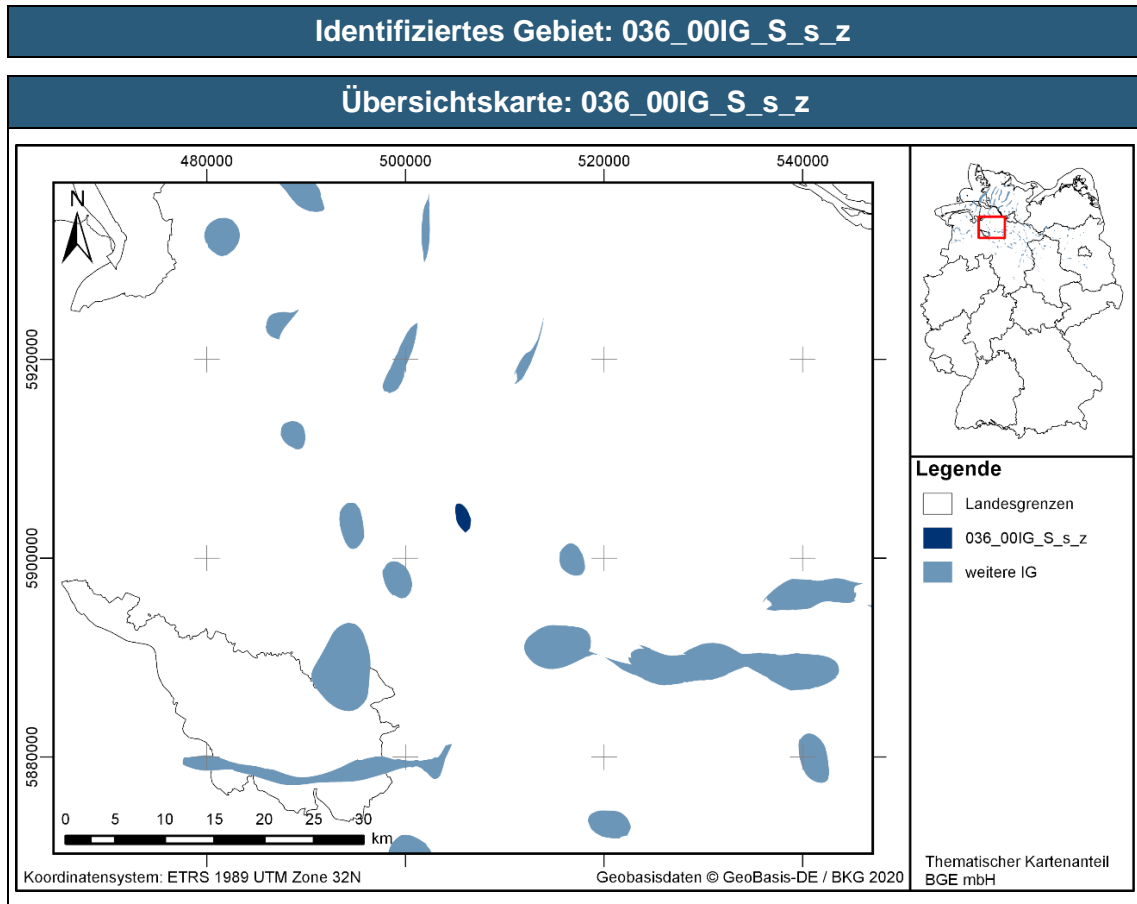 Identifiziertes Gebiet: 036_00IG_S_s_z
Übersichtskarte: 036_00IG_S_s_z
480000 500000 520000 540000
N
5920000
5900000
5880000
0 5 10 15 20 25 30
km
Koordinatensystem: ETRS 1989 UTM Zone 32N
Geobasisdaten © GeoBasis-DE / BKG 2020
Legende
Landesgrenzen
036_00IG_S_s_z
weitere IG
Thematischer Kartenanteil
BGE mbH